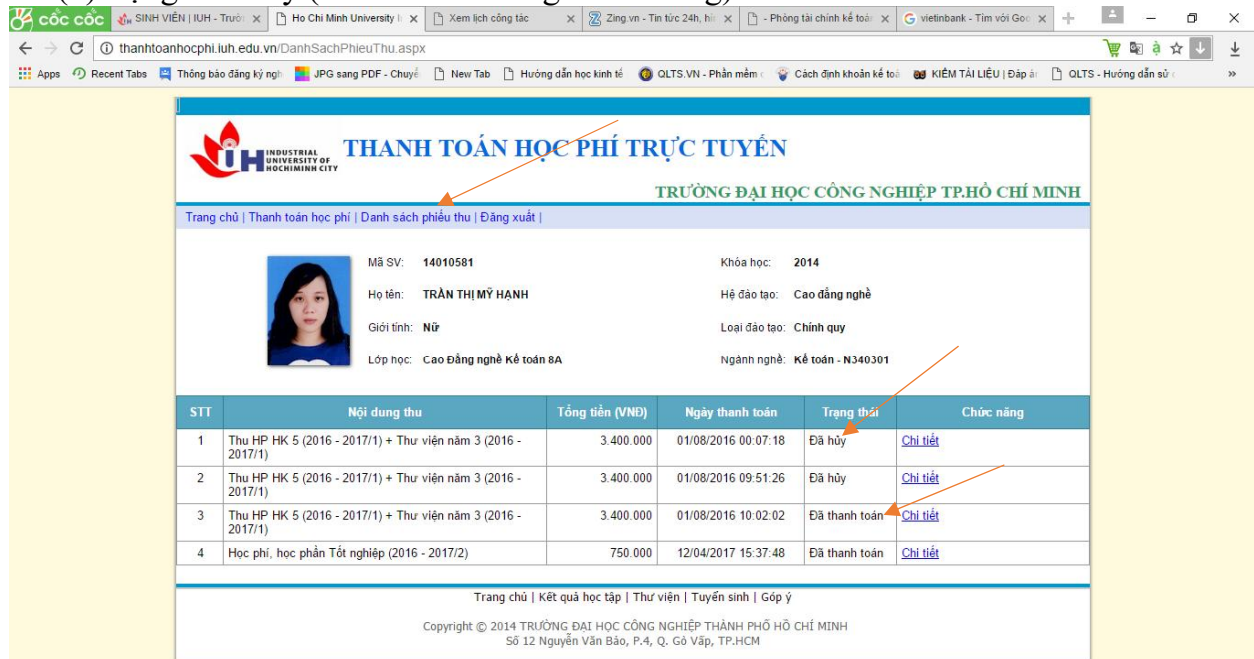 cốc cốc SINH VIÊN | IUH - Trườ Ho Chi Minh University I Xem lịch công tác Zing.vn - Tin tức 24h, hì - Phòng tài chính kế toá vietinbank - Tìm với Goo
thanhtoanhocphi.iuh.edu.vn/DanhSachPhieuThu.aspx
Apps Recent Tabs Thông báo đăng ký ngh JPG sang PDF - Chuyể New Tab Hướng dẫn học kinh tế QLTS.VN - Phần mềm Cách định khoản kế toá KIẾM TÀI LIỆU | Đáp á QLTS - Hướng dẫn sử »
INDUSTRIAL
UNIVERSITY OF
HOCHIMINH CITY
THANH TOÁN HỌC PHÍ TRỰC TUYẾN
TRƯỜNG ĐẠI HỌC CÔNG NGHIỆP TP.HỒ CHÍ MINH
Trang chủ | Thanh toán học phí | Danh sách phiếu thu | Đăng xuất |
Mã SV: 14010581 Khóa học: 2014
Họ tên: TRẦN THỊ MỸ HẠNH Hệ đào tạo: Cao đẳng nghề
Giới tính: Nữ Loại đào tạo: Chính quy
Lớp học: Cao Đẳng nghề Kế toán 8A Ngành nghề: Kế toán - N340301
STT Nội dung thu Tổng tiền (VNĐ) Ngày thanh toán Trạng thái Chức năng
1 Thu HP HK 5 (2016 - 2017/1) + Thư viện năm 3 (2016 - 3.400.000 01/08/2016 00:07:18 Đã hủy Chi tiết
2017/1)
2 Thu HP HK 5 (2016 - 2017/1) + Thư viện năm 3 (2016 - 3.400.000 01/08/2016 09:51:26 Đã hủy Chi tiết
2017/1)
3 Thu HP HK 5 (2016 - 2017/1) + Thư viện năm 3 (2016 - 3.400.000 01/08/2016 10:02:02 Đã thanh toán Chi tiết
2017/1)
4 Học phí, học phần Tốt nghiệp (2016 - 2017/2) 750.000 12/04/2017 15:37:48 Đã thanh toán Chi tiết
Trang chủ | Kết quả học tập | Thư viện | Tuyển sinh | Góp ý
Copyright © 2014 TRƯỜNG ĐẠI HỌC CÔNG NGHIỆP THÀNH PHỐ HỒ CHÍ MINH
Số 12 Nguyễn Văn Bảo, P.4, Q. Gò Vấp, TP.HCM